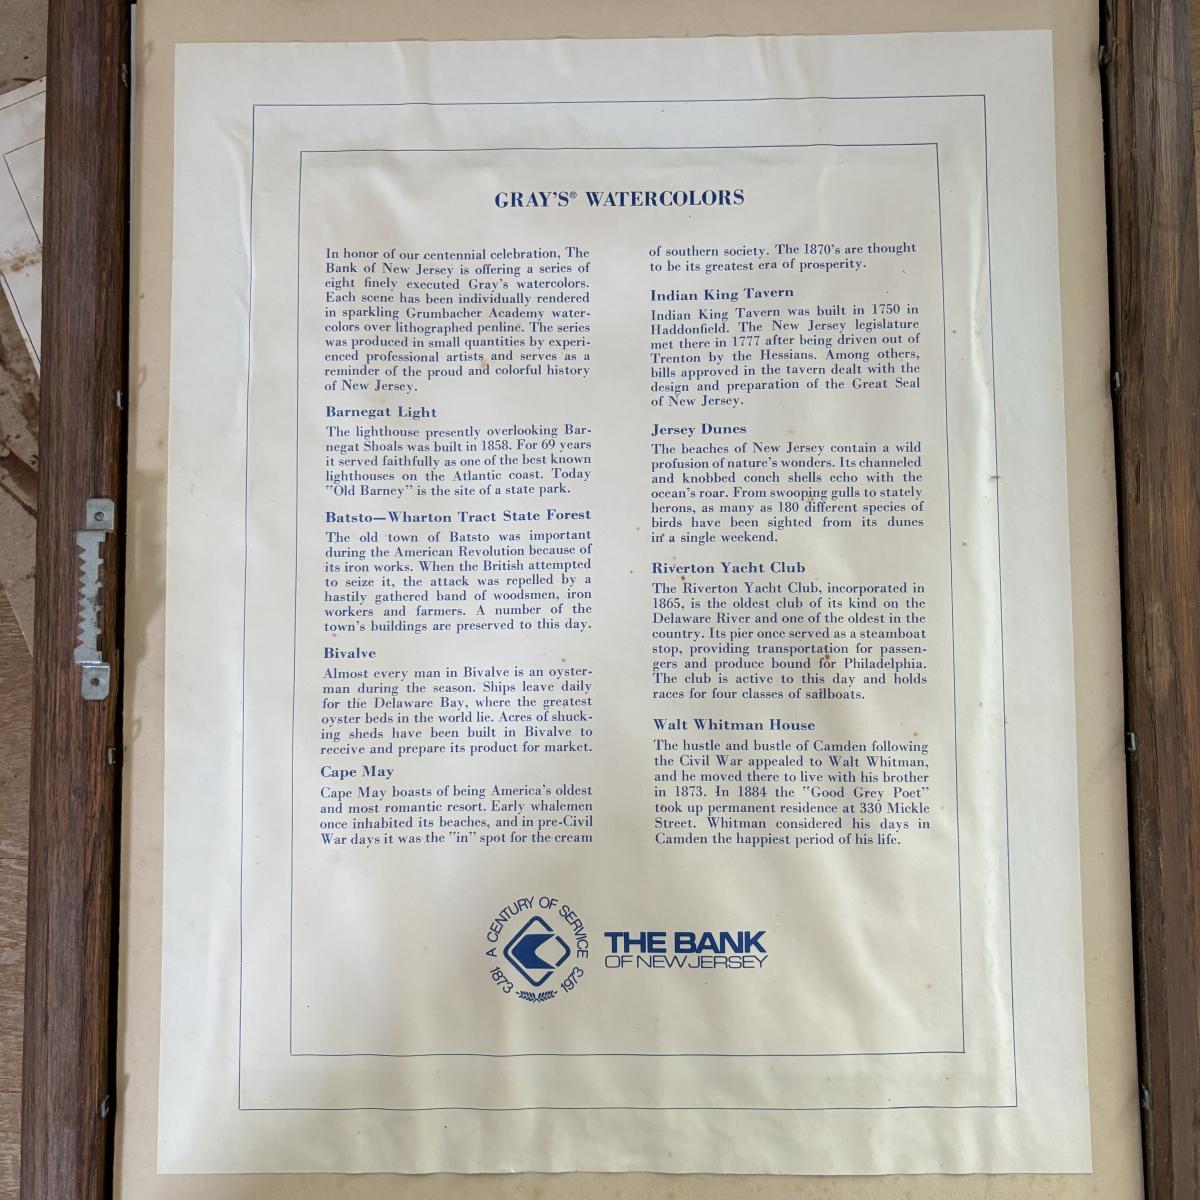 GRAY'S® WATERCOLORS
In honor of our centennial celebration, The
Bank of New Jersey is offering a series of
eight finely executed Gray's watercolors.
Each scene has been individually rendered
in sparkling Grumbacher Academy water-
colors over lithographed penline. The series
was produced in small quantities by experi-
enced professional artists and serves as a
reminder of the proud and colorful history
of New Jersey.
Barnegat Light
The lighthouse presently overlooking Bar-
negat Shoals was built in 1858. For 69 years
it served faithfully as one of the best known
lighthouses on the Atlantic coast. Today
"Old Barney" is the site of a state park.
Batsto—Wharton Tract State Forest
The old town of Batsto was important
during the American Revolution because of
its iron works. When the British attempted
to seize it, the attack was repelled by a
hastily gathered band of woodsmen, iron
workers and farmers. A number of the
town's buildings are preserved to this day.
Bivalve
Almost every man in Bivalve is an oyster-
man during the season. Ships leave daily
for the Delaware Bay, where the greatest
oyster beds in the world lie. Acres of shuck-
ing sheds have been built in Bivalve to
receive and prepare its product for market.
Cape May
Cape May boasts of being America's oldest
and most romantic resort. Early whalemen
once inhabited its beaches, and in pre-Civil
War days it was the "in" spot for the cream
of southern society. The 1870's are thought
to be its greatest era of prosperity.
Indian King Tavern
Indian King Tavern was built in 1750 in
Haddonfield. The New Jersey legislature
met there in 1777 after being driven out of
Trenton by the Hessians. Among others,
bills approved in the tavern dealt with the
design and preparation of the Great Seal
of New Jersey.
Jersey Dunes
The beaches of New Jersey contain a wild
profusion of nature's wonders. Its channeled
and knobbed conch shells echo with the
ocean's roar. From swooping gulls to stately
herons, as many as 180 different species of
birds have been sighted from its dunes
in a single weekend.
Riverton Yacht Club
The Riverton Yacht Club, incorporated in
1865, is the oldest club of its kind on the
Delaware River and one of the oldest in the
country. Its pier once served as a steamboat
stop, providing transportation for passen-
gers and produce bound for Philadelphia.
The club is active to this day and holds
races for four classes of sailboats.
Walt Whitman House
The hustle and bustle of Camden following
the Civil War appealed to Walt Whitman,
and he moved there to live with his brother
in 1873. In 1884 the "Good Grey Poet"
took up permanent residence at 330 Mickle
Street. Whitman considered his days in
Camden the happiest period of his life.
A CENTURY OF SERVICE
1873 1973
THE BANK
OF NEW JERSEY